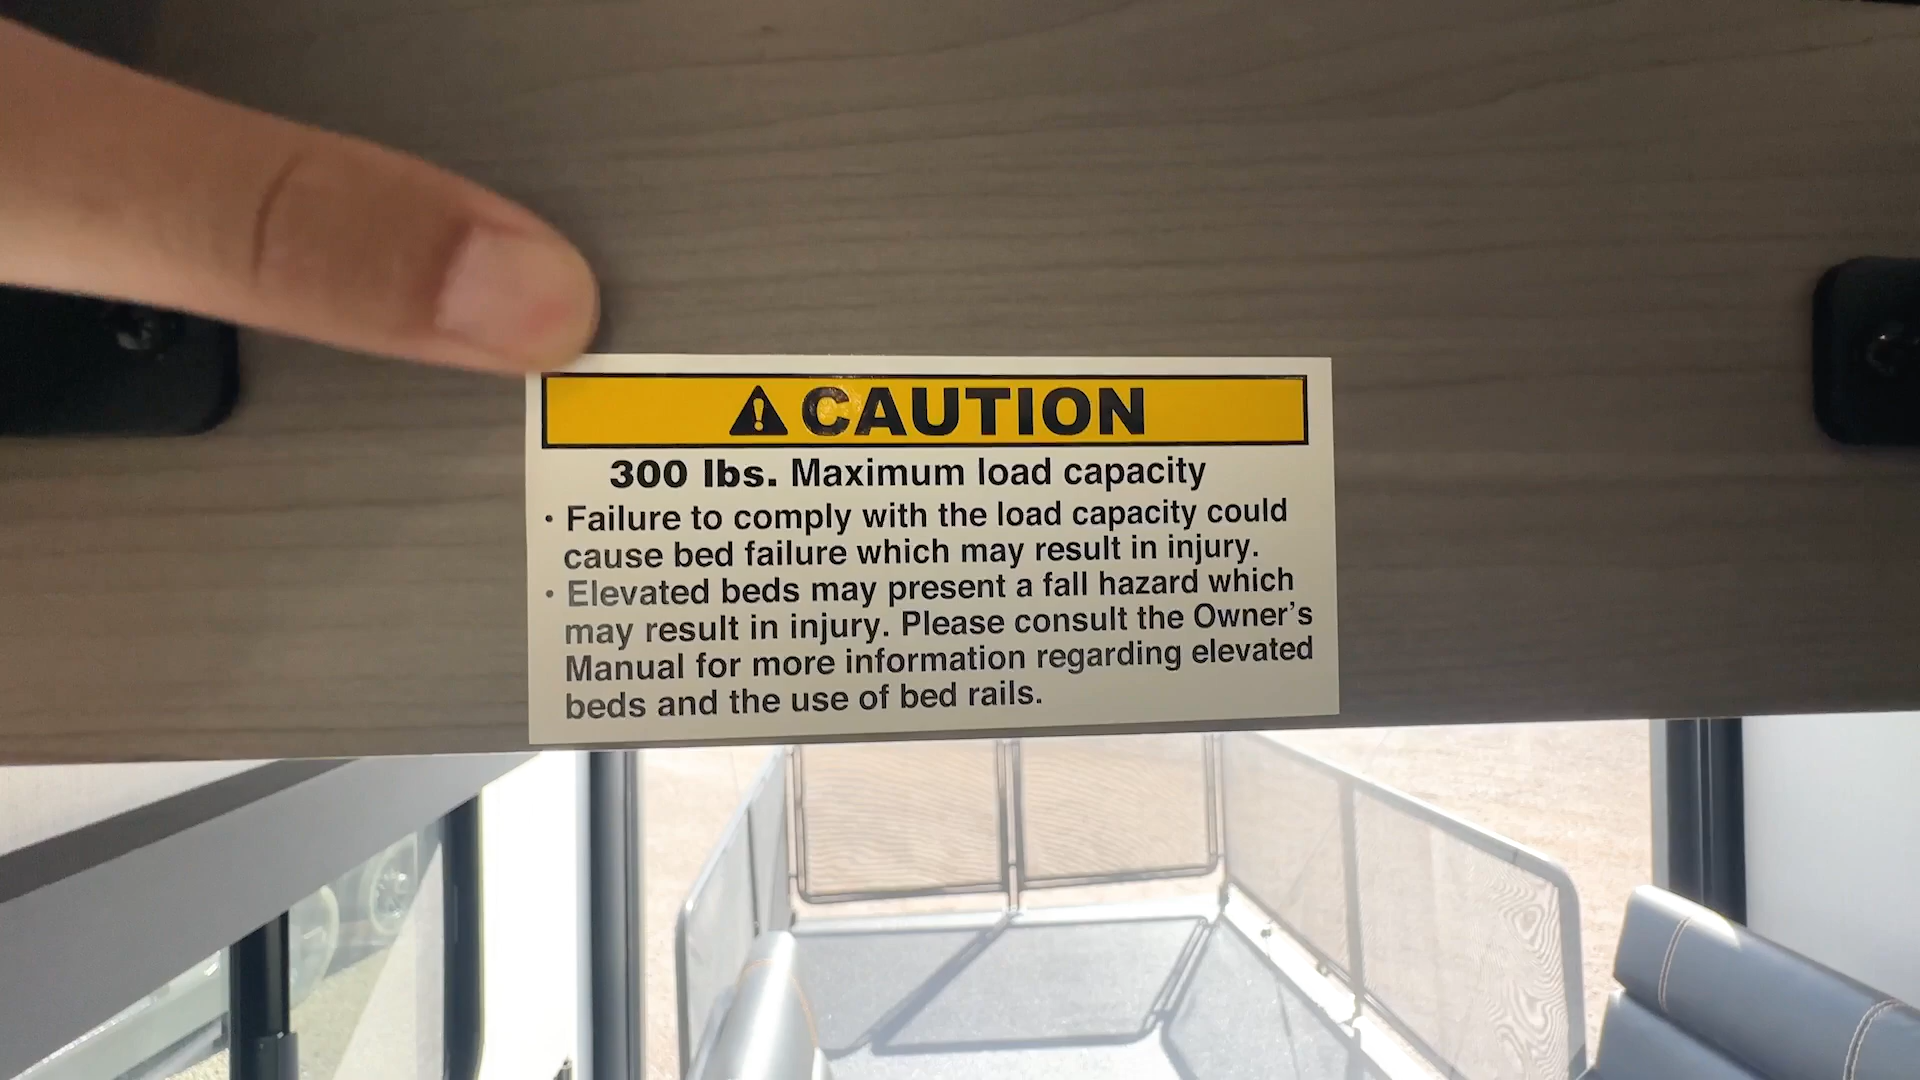 CAUTION
300 lbs. Maximum load capacity
· Failure to comply with the load capacity could
cause bed failure which may result in injury.
· Elevated beds may present a fall hazard which
may result in injury. Please consult the Owner's
Manual for more information regarding elevated
beds and the use of bed rails.